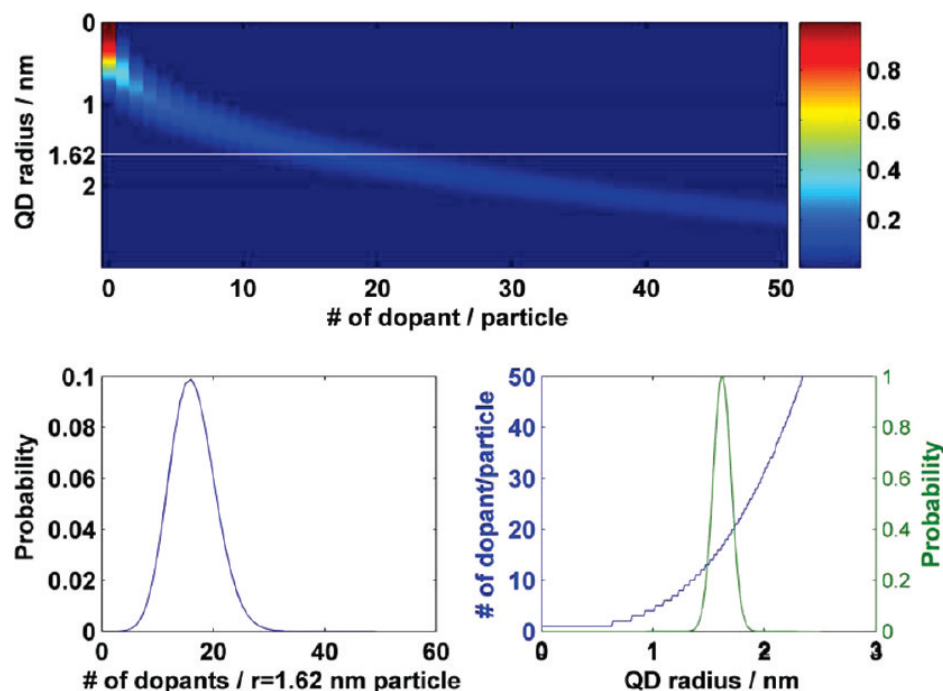 0
1
1.62
2
QD radius / nm
0 10 20 30 40 50
# of dopant / particle
0.8
0.6
0.4
0.2
0.1
0.08
0.06
0.04
0.02
0
Probability
0 20 40 60
# of dopants / r=1.62 nm particle
50
40
30
20
10
0
# of dopant/particle
1
0.8
0.6
0.4
0.2
0
Probability
0 1 2 3
QD radius / nm